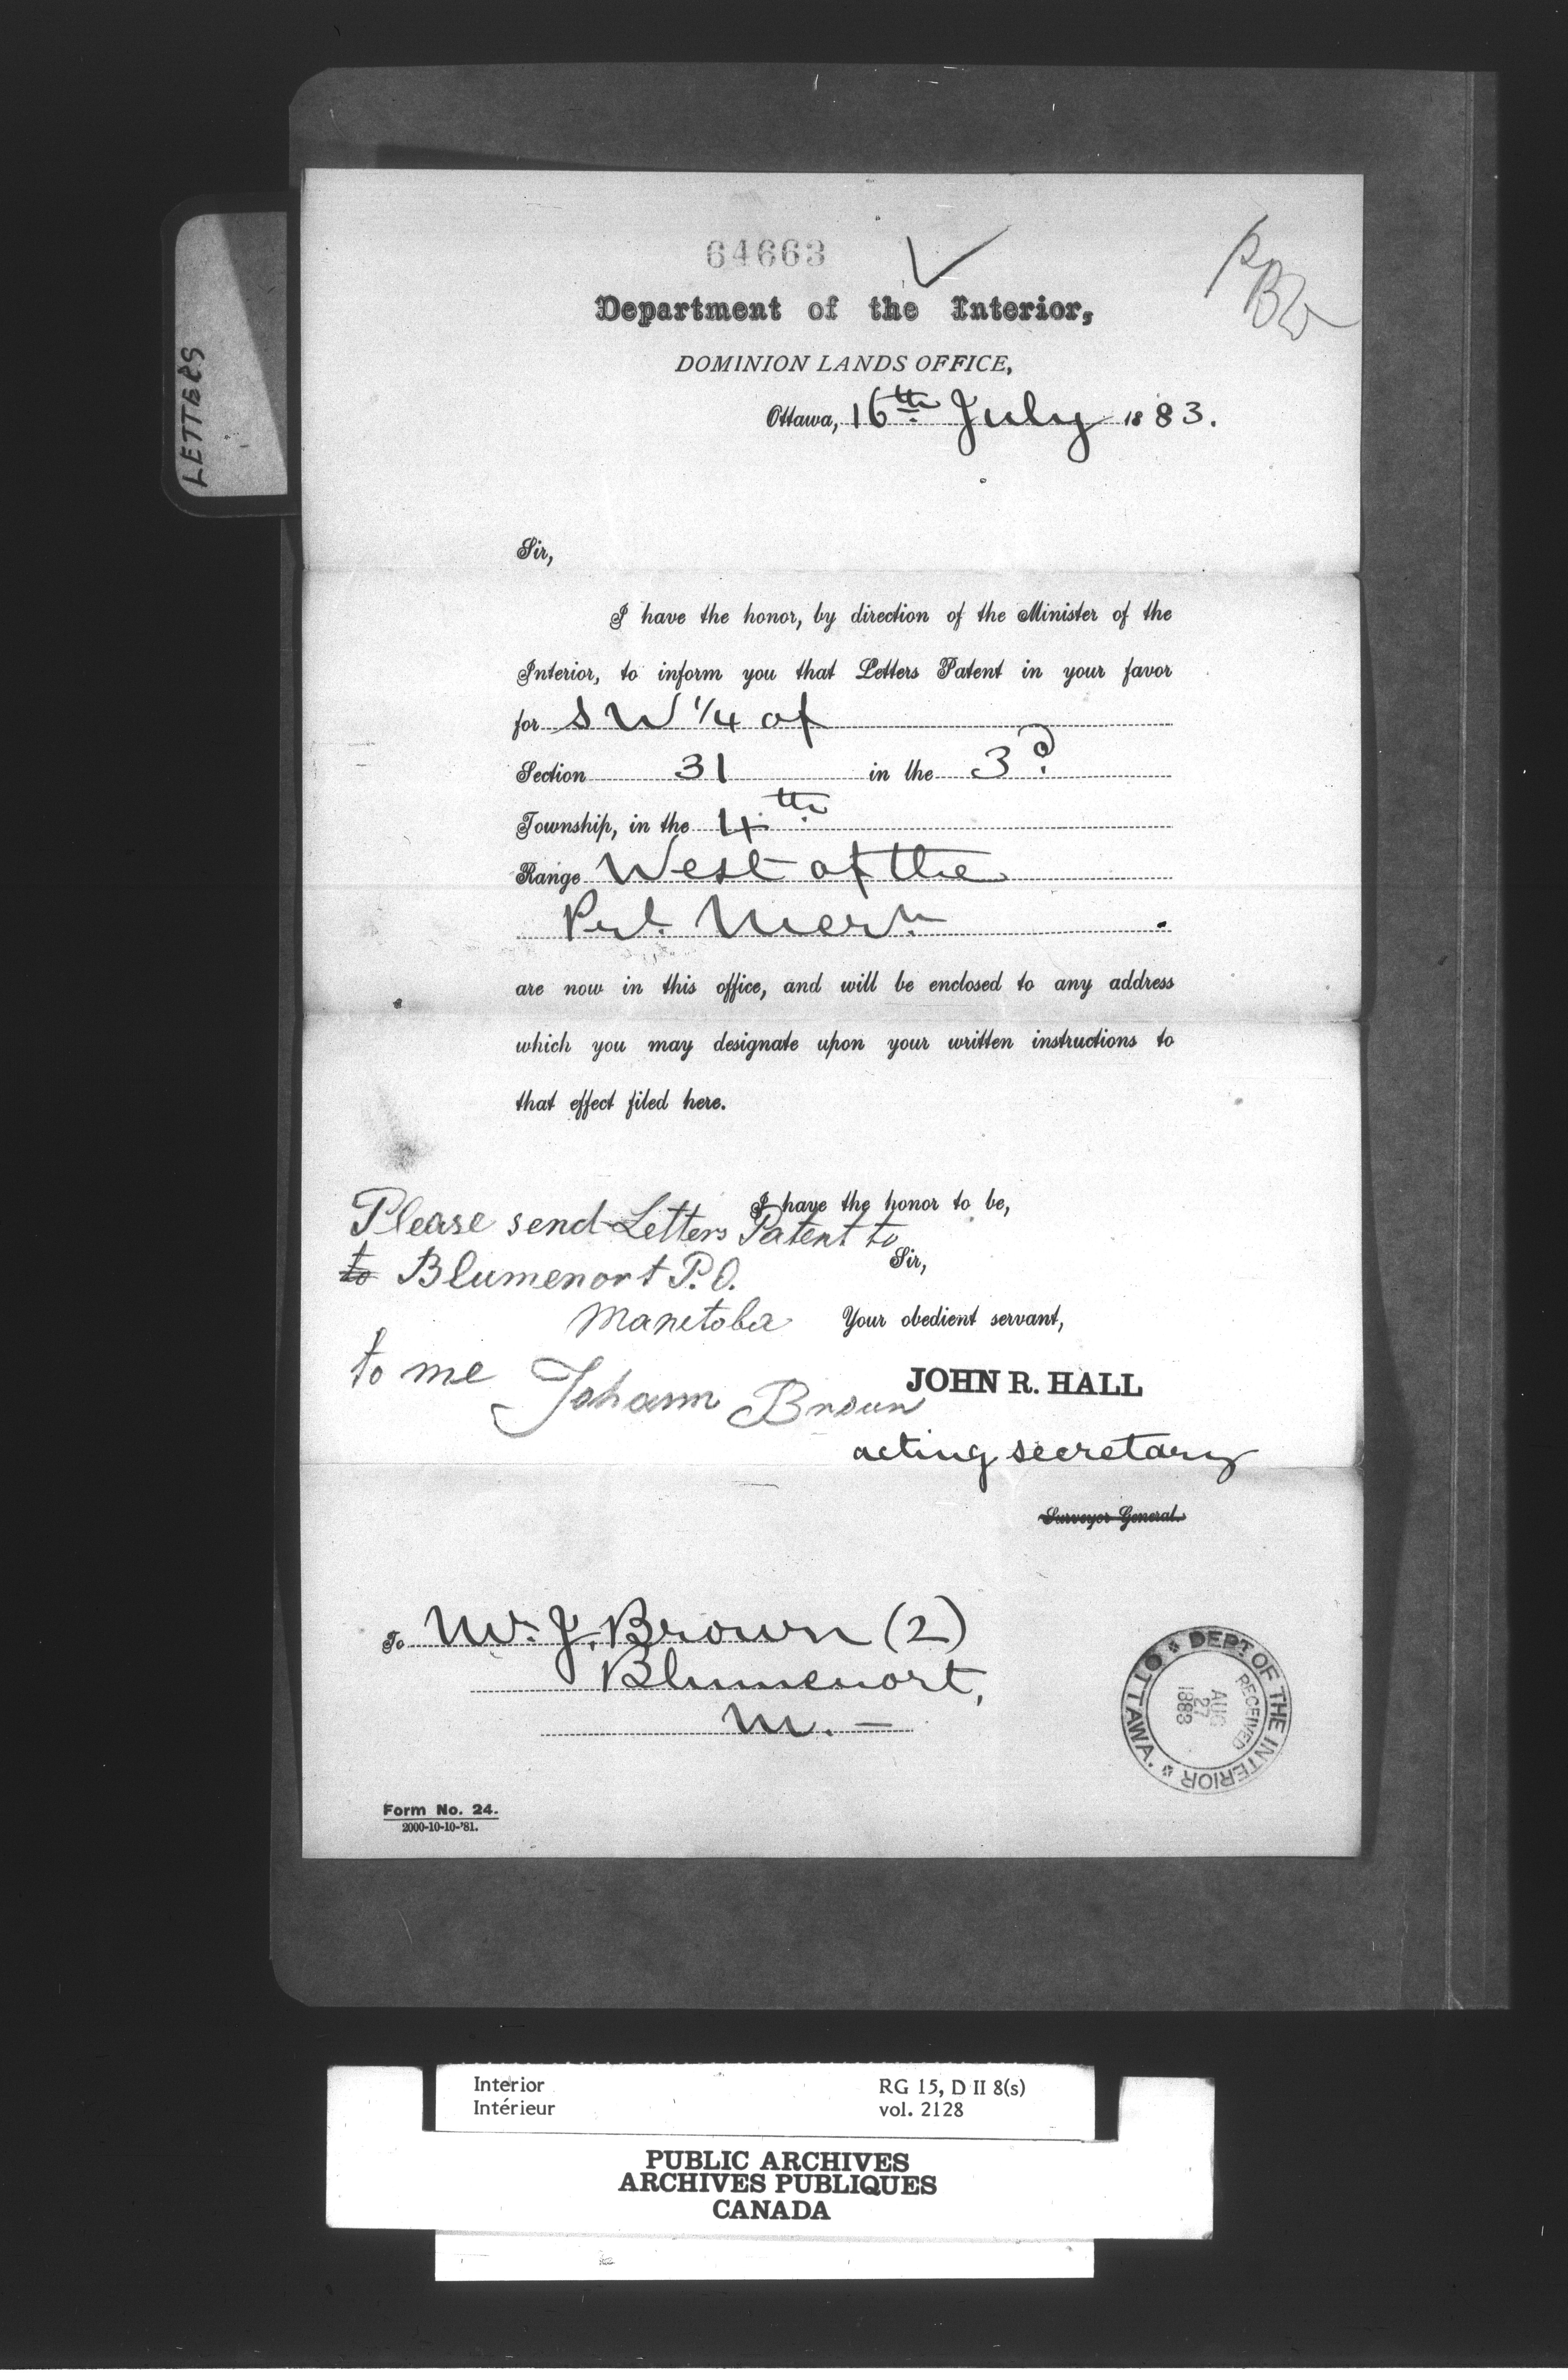 LETTERS
64663
Department of the Interior,
DOMINION LANDS OFFICE,
Ottawa, 16th July 1883.
Sir,
I have the honor, by direction of the Minister of the
Interior, to inform you that Letters Patent in your favor
for SW 1/4 of
Section 31 in the 3d
Township, in the 4th
Range West of the
Mern.
are now in this office, and will be enclosed to any address
which you may designate upon your written instructions to
that effect filed here.
I have the honor to be,
Please send Letters Patent to
Sir,
to Blumenort P.O.
Manitoba
Your obedient servant,
to me Johann Braun
JOHN R. HALL
acting secretary
Surveyor General.
To Mr. J. Brown (2)
Blumenort,
M. —
DEPT. OF THE INTERIOR OTTAWA.
RECEIVED
AUG
27
1883
Form No. 24.
2000-10-10-'81.
Interior RG 15, D II 8(s)
Intérieur vol. 2128
PUBLIC ARCHIVES
ARCHIVES PUBLIQUES
CANADA